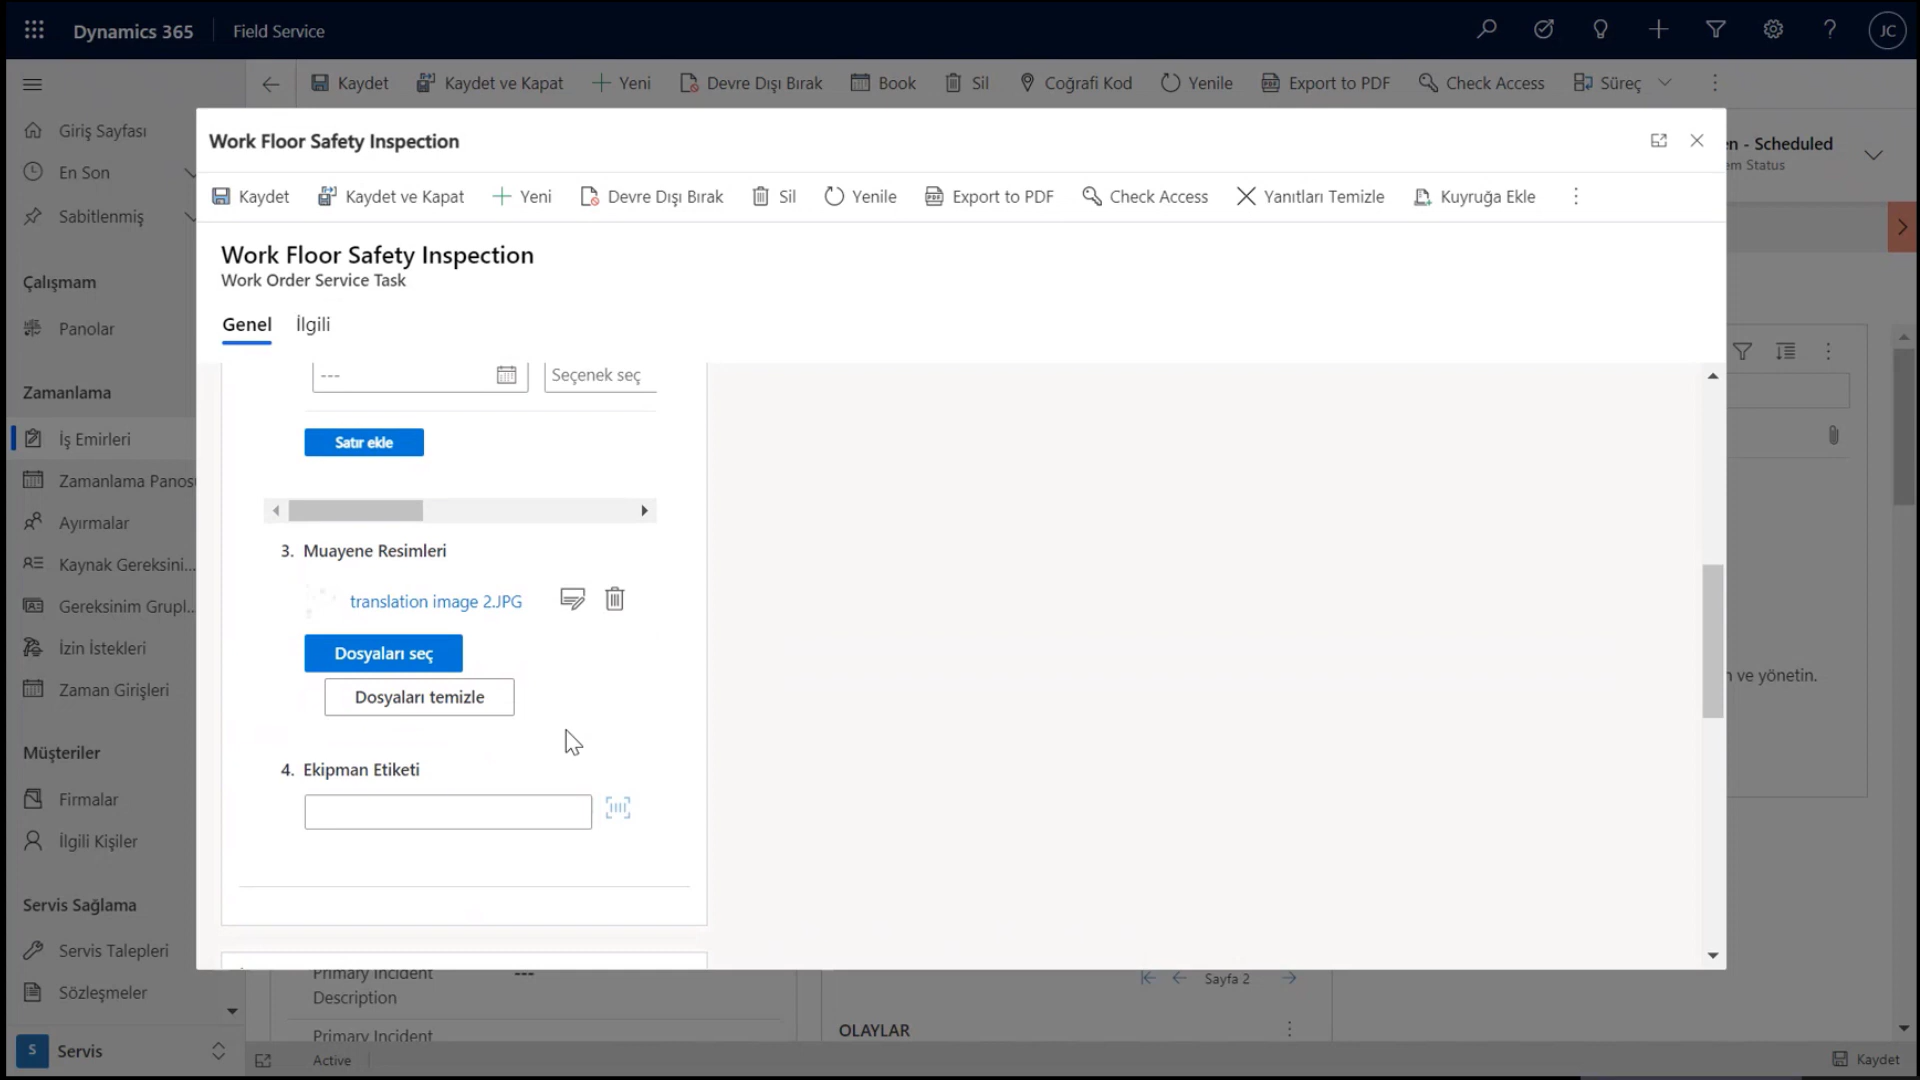 Dynamics 365
Field Service
JC
Kaydet
Kaydet ve Kapat
Yeni
Devre Dışı Bırak
Book
Sil
Coğrafi Kod
Yenile
Export to PDF
Check Access
Süreç
Giriş Sayfası
En Son
Sabitlenmiş
Çalışmam
Panolar
Zamanlama
İş Emirleri
Zamanlama Panosu
Ayırmalar
Kaynak Gereksini...
Gereksinim Grupl...
İzin İstekleri
Zaman Girişleri
Müşteriler
Firmalar
İlgili Kişiler
Servis Sağlama
Servis Talepleri
Sözleşmeler
S
Servis
Work Floor Safety Inspection
Kaydet
Kaydet ve Kapat
Yeni
Devre Dışı Bırak
Sil
Yenile
Export to PDF
Check Access
Yanıtları Temizle
Kuyruğa Ekle
Work Floor Safety Inspection
Work Order Service Task
Genel
İlgili
---
Seçenek seç
Satır ekle
3. Muayene Resimleri
translation image 2.JPG
Dosyaları seç
Dosyaları temizle
4. Ekipman Etiketi
en - Scheduled
em Status
n ve yönetin.
Primary Incident
Description
---
Primary Incident
Sayfa 2
OLAYLAR
Active
Kaydet